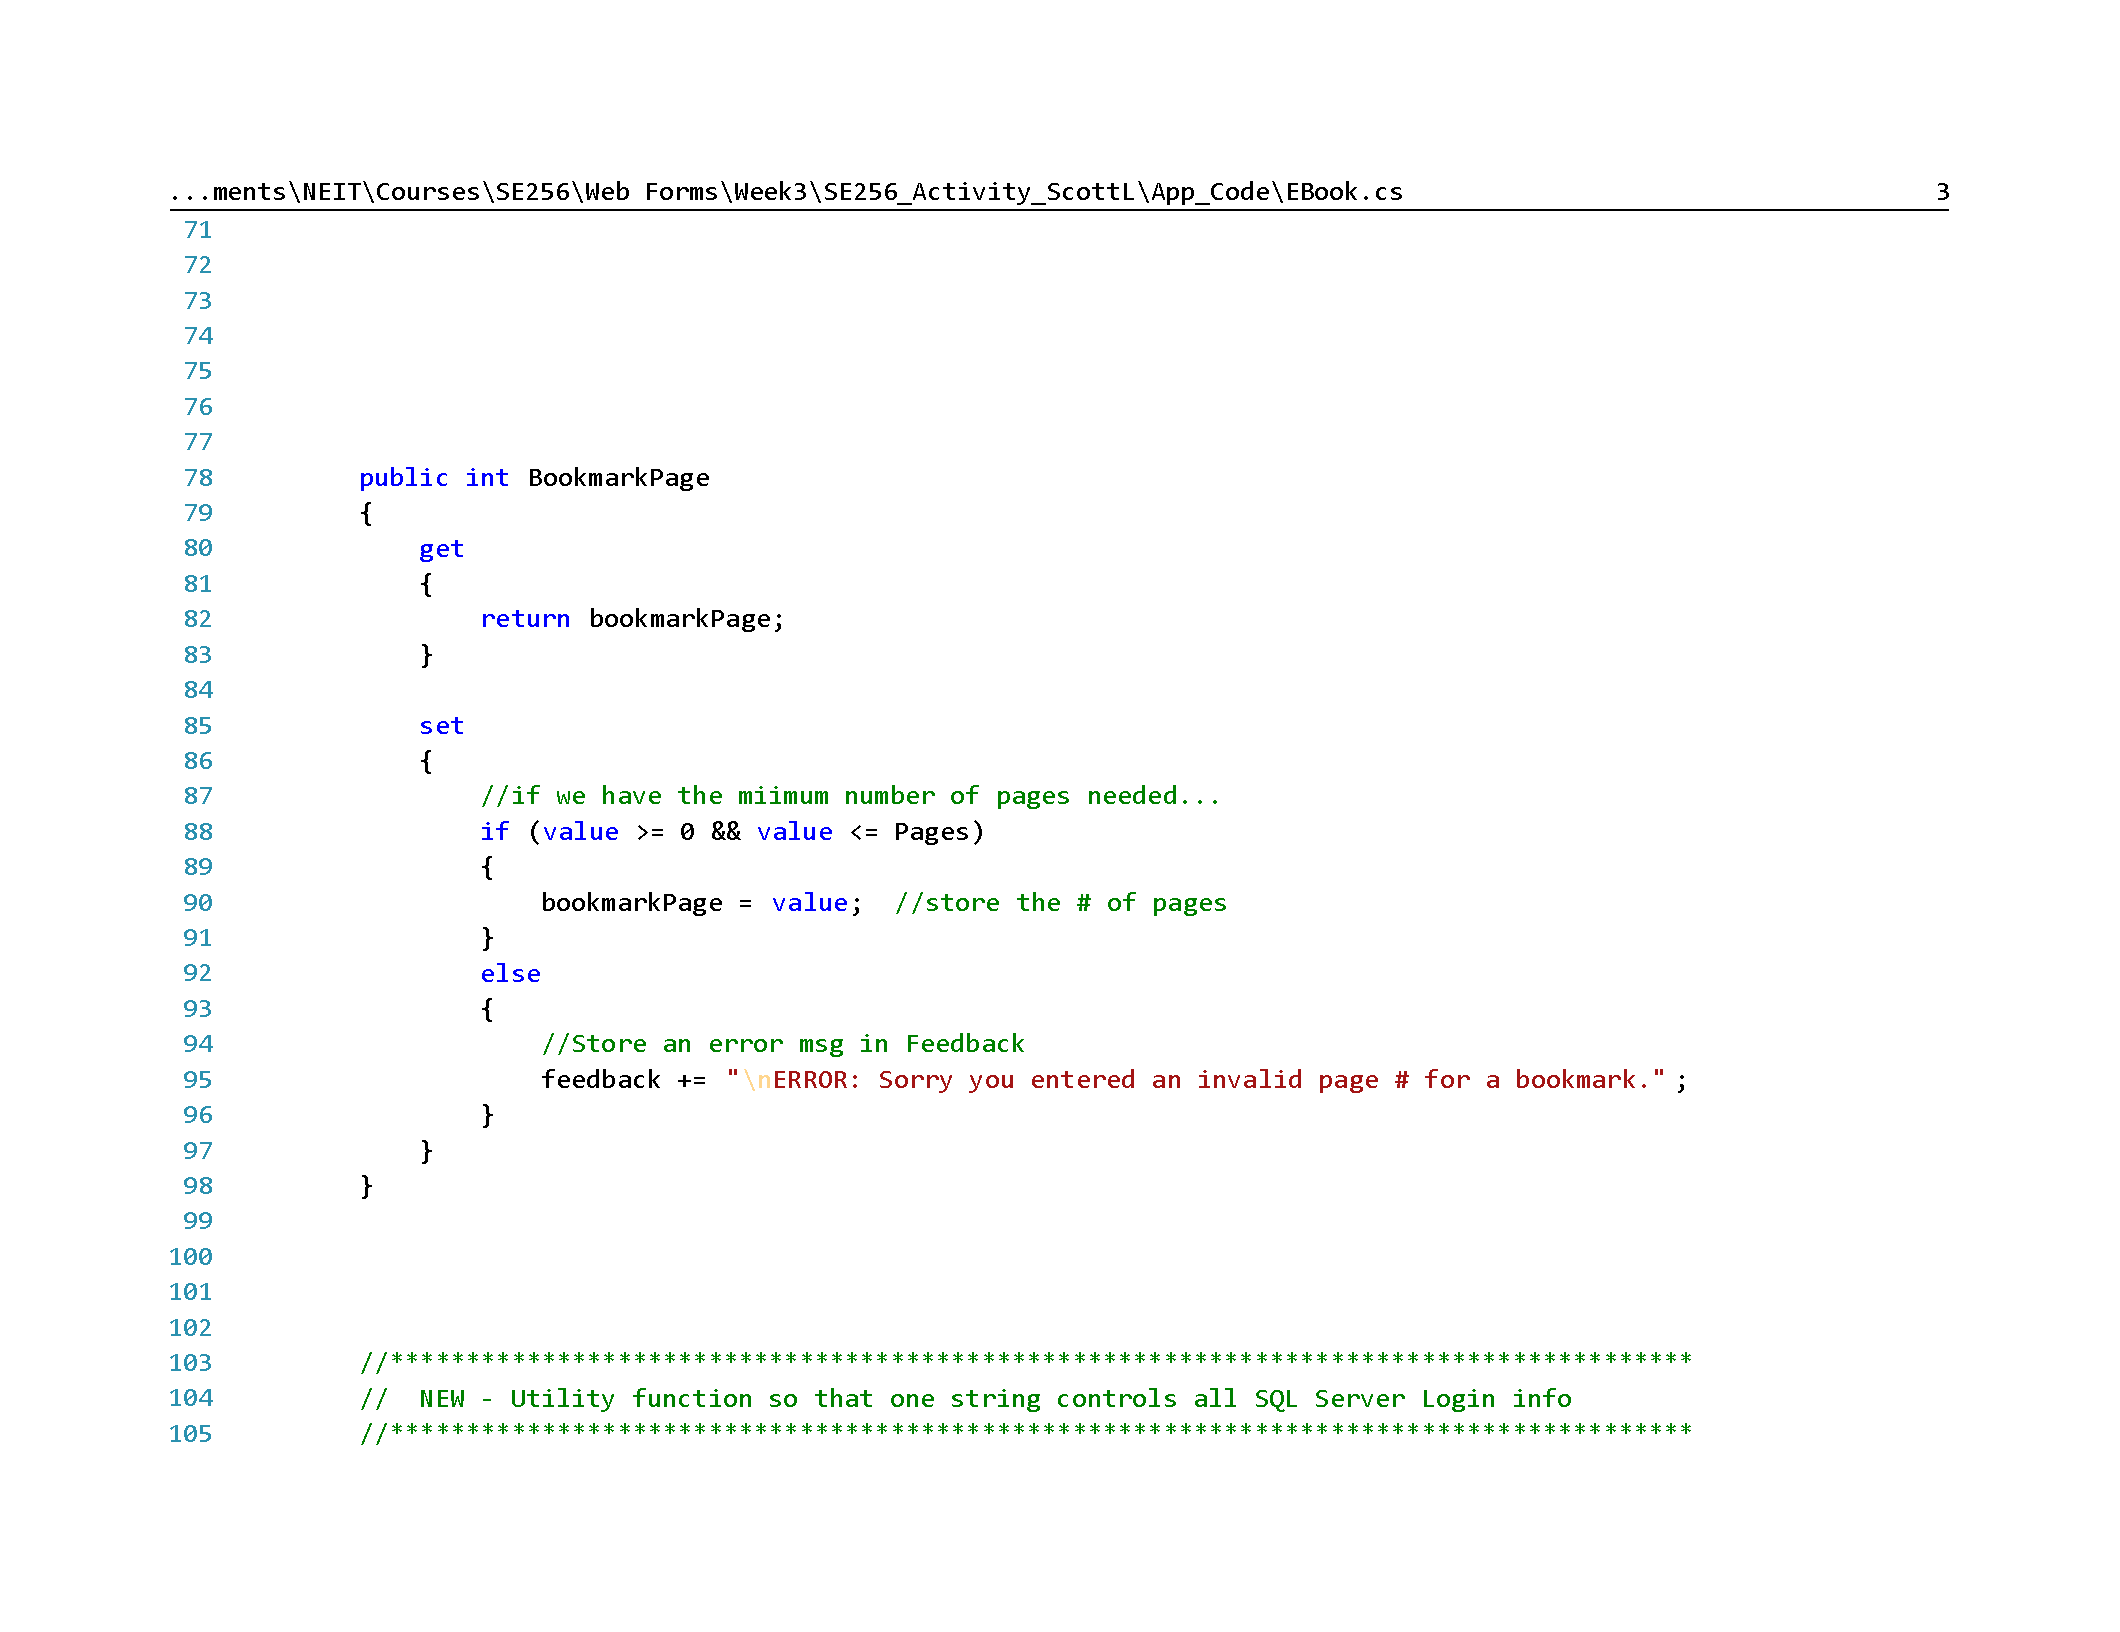 ...ments\NEIT\Courses\SE256\Web Forms\Week3\SE256_Activity_ScottL\App_Code\EBook.cs 3
71
72
73
74
75
76
77
78 public int BookmarkPage
79 {
80 get
81 {
82 return bookmarkPage;
83 }
84
85 set
86 {
87 //if we have the miimum number of pages needed...
88 if (value >= 0 && value <= Pages)
89 {
90 bookmarkPage = value;  //store the # of pages
91 }
92 else
93 {
94 //Store an error msg in Feedback
95 feedback += "\nERROR: Sorry you entered an invalid page # for a bookmark." ;
96 }
97 }
98 }
99
100
101
102
103 //**************************************************************************************
104 //  NEW - Utility function so that one string controls all SQL Server Login info
105 //**************************************************************************************